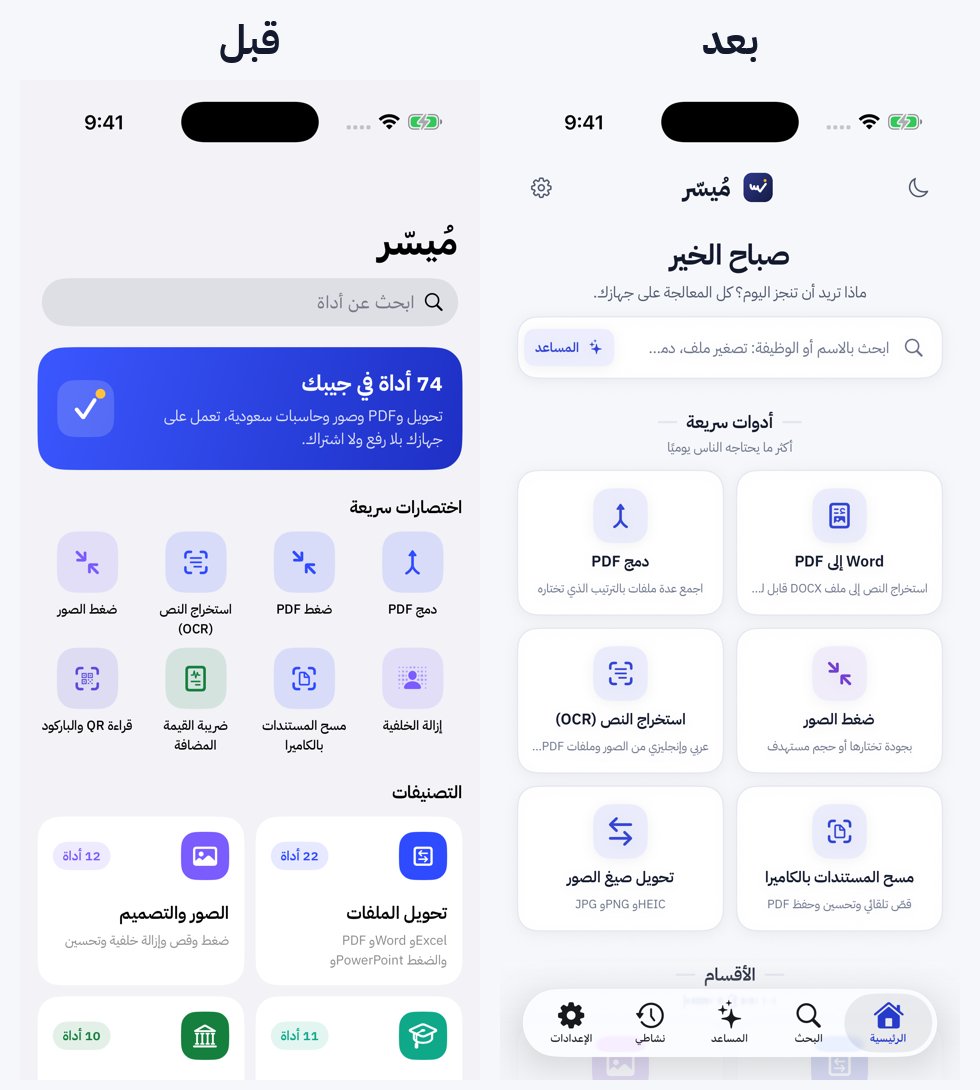 قبل
9:41
مُيسّر
ابحث عن أداة
74 أداة في جيبك
تحويل وPDF وصور وحاسبات سعودية، تعمل على
جهازك بلا رفع ولا اشتراك.
اختصارات سريعة
دمج PDF
ضغط PDF
استخراج النص
(OCR)
ضغط الصور
إزالة الخلفية
مسح المستندات
بالكاميرا
ضريبة القيمة
المضافة
قراءة QR والباركود
التصنيفات
22 أداة
تحويل الملفات
PDF وWord وExcel
وPowerPoint والضغط
12 أداة
الصور والتصميم
ضغط وقص وإزالة خلفية وتحسين
11 أداة
10 أداة
بعد
9:41
مُيسّر
صباح الخير
ماذا تريد أن تنجز اليوم؟ كل المعالجة على جهازك.
ابحث بالاسم أو الوظيفة: تصغير ملف، دم...
المساعد
أدوات سريعة
أكثر ما يحتاجه الناس يوميًا
Word إلى PDF
استخراج النص إلى ملف DOCX قابل لـ...
دمج PDF
اجمع عدة ملفات بالترتيب الذي تختاره
ضغط الصور
بجودة تختارها أو حجم مستهدف
استخراج النص (OCR)
عربي وإنجليزي من الصور وملفات PDF...
مسح المستندات بالكاميرا
قصّ تلقائي وتحسين وحفظ PDF
تحويل صيغ الصور
HEIC وPNG وJPG
الأقسام
الرئيسية
البحث
المساعد
نشاطي
الإعدادات